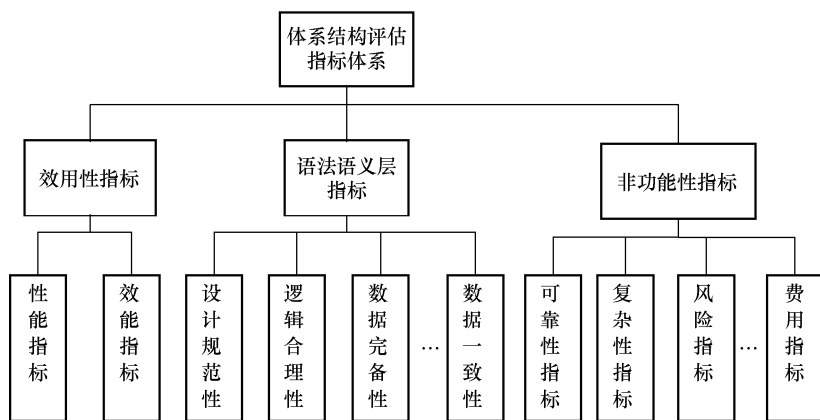 体系结构评估
指标体系
效用性指标
语法语义层
指标
非功能性指标
性能指标
效能指标
设计规范性
逻辑合理性
数据完备性
…
数据一致性
可靠性指标
复杂性指标
风险指标
…
费用指标